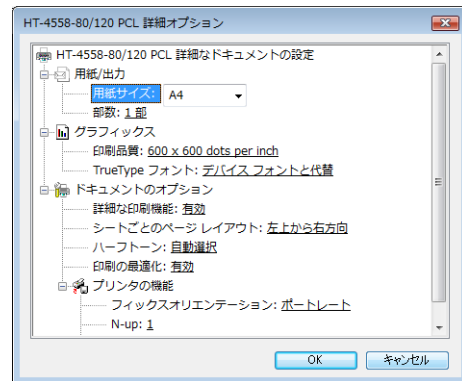 HT-4558-80/120 PCL 詳細オプション
HT-4558-80/120 PCL 詳細なドキュメントの設定
用紙/出力
用紙サイズ: A4
部数: 1 部
グラフィックス
印刷品質: 600 x 600 dots per inch
TrueType フォント: デバイス フォントと代替
ドキュメントのオプション
詳細な印刷機能: 有効
シートごとのページ レイアウト: 左上から右方向
ハーフトーン: 自動選択
印刷の最適化: 有効
プリンタの機能
フィックスオリエンテーション: ポートレート
N-up: 1
OK キャンセル